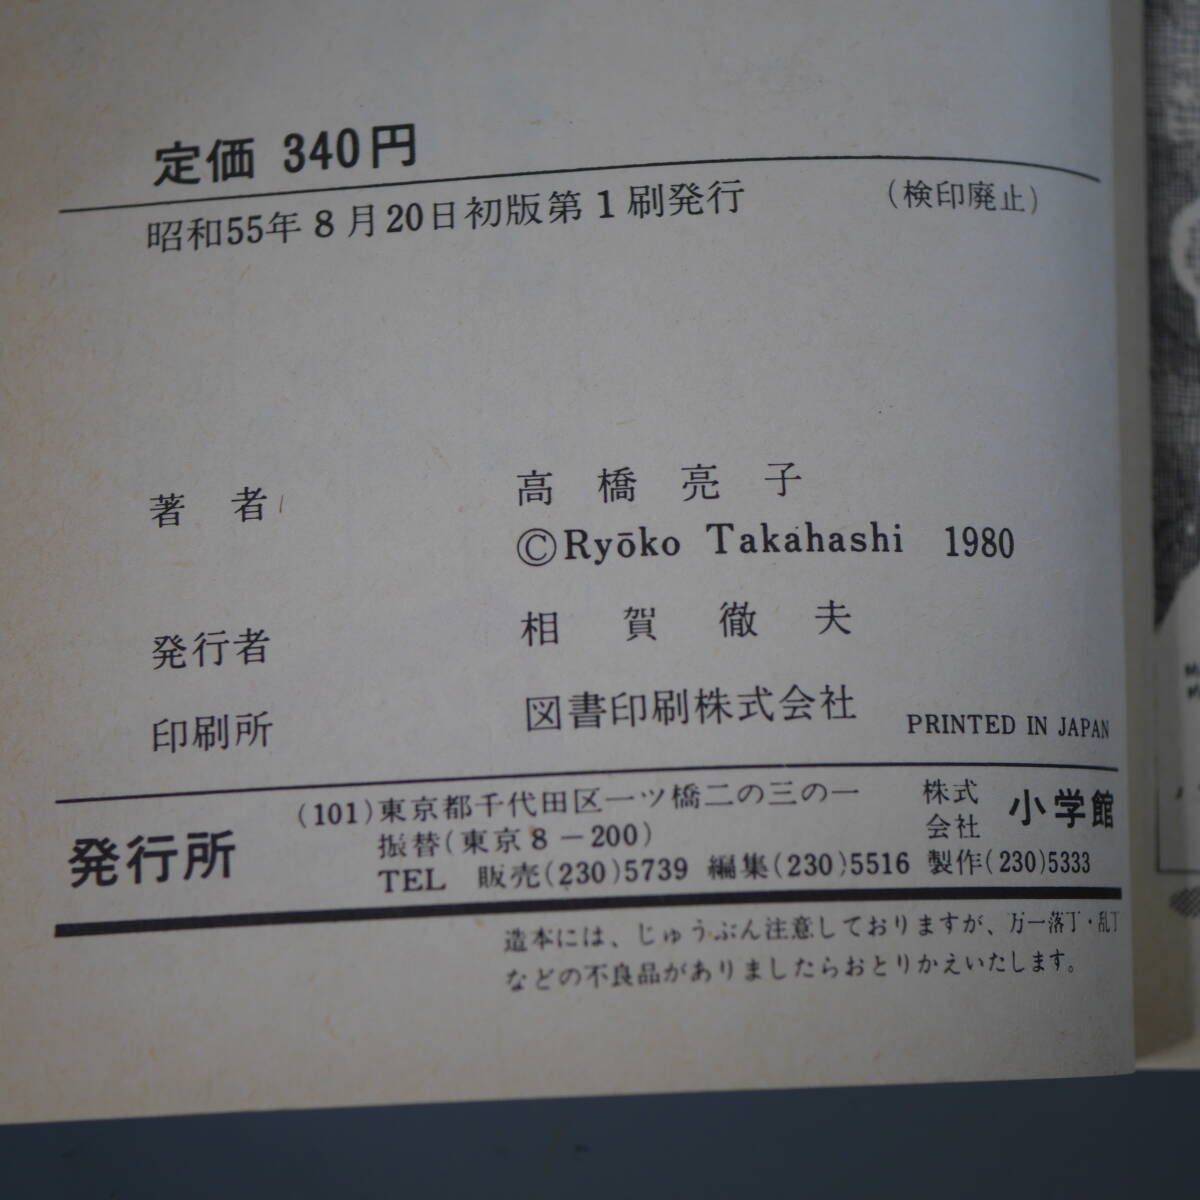 定価 340円
昭和55年8月20日初版第1刷発行 (検印廃止)
著者 高橋亮子
©Ryōko Takahashi 1980
発行者 相賀徹夫
印刷所 図書印刷株式会社
PRINTED IN JAPAN
発行所
(101)東京都千代田区一ツ橋二の三の一 株式会社 小学館
振替(東京8-200)
TEL 販売(230)5739 編集(230)5516 製作(230)5333
造本には、じゅうぶん注意しておりますが、万一落丁・乱丁
などの不良品がありましたらおとりかえいたします。